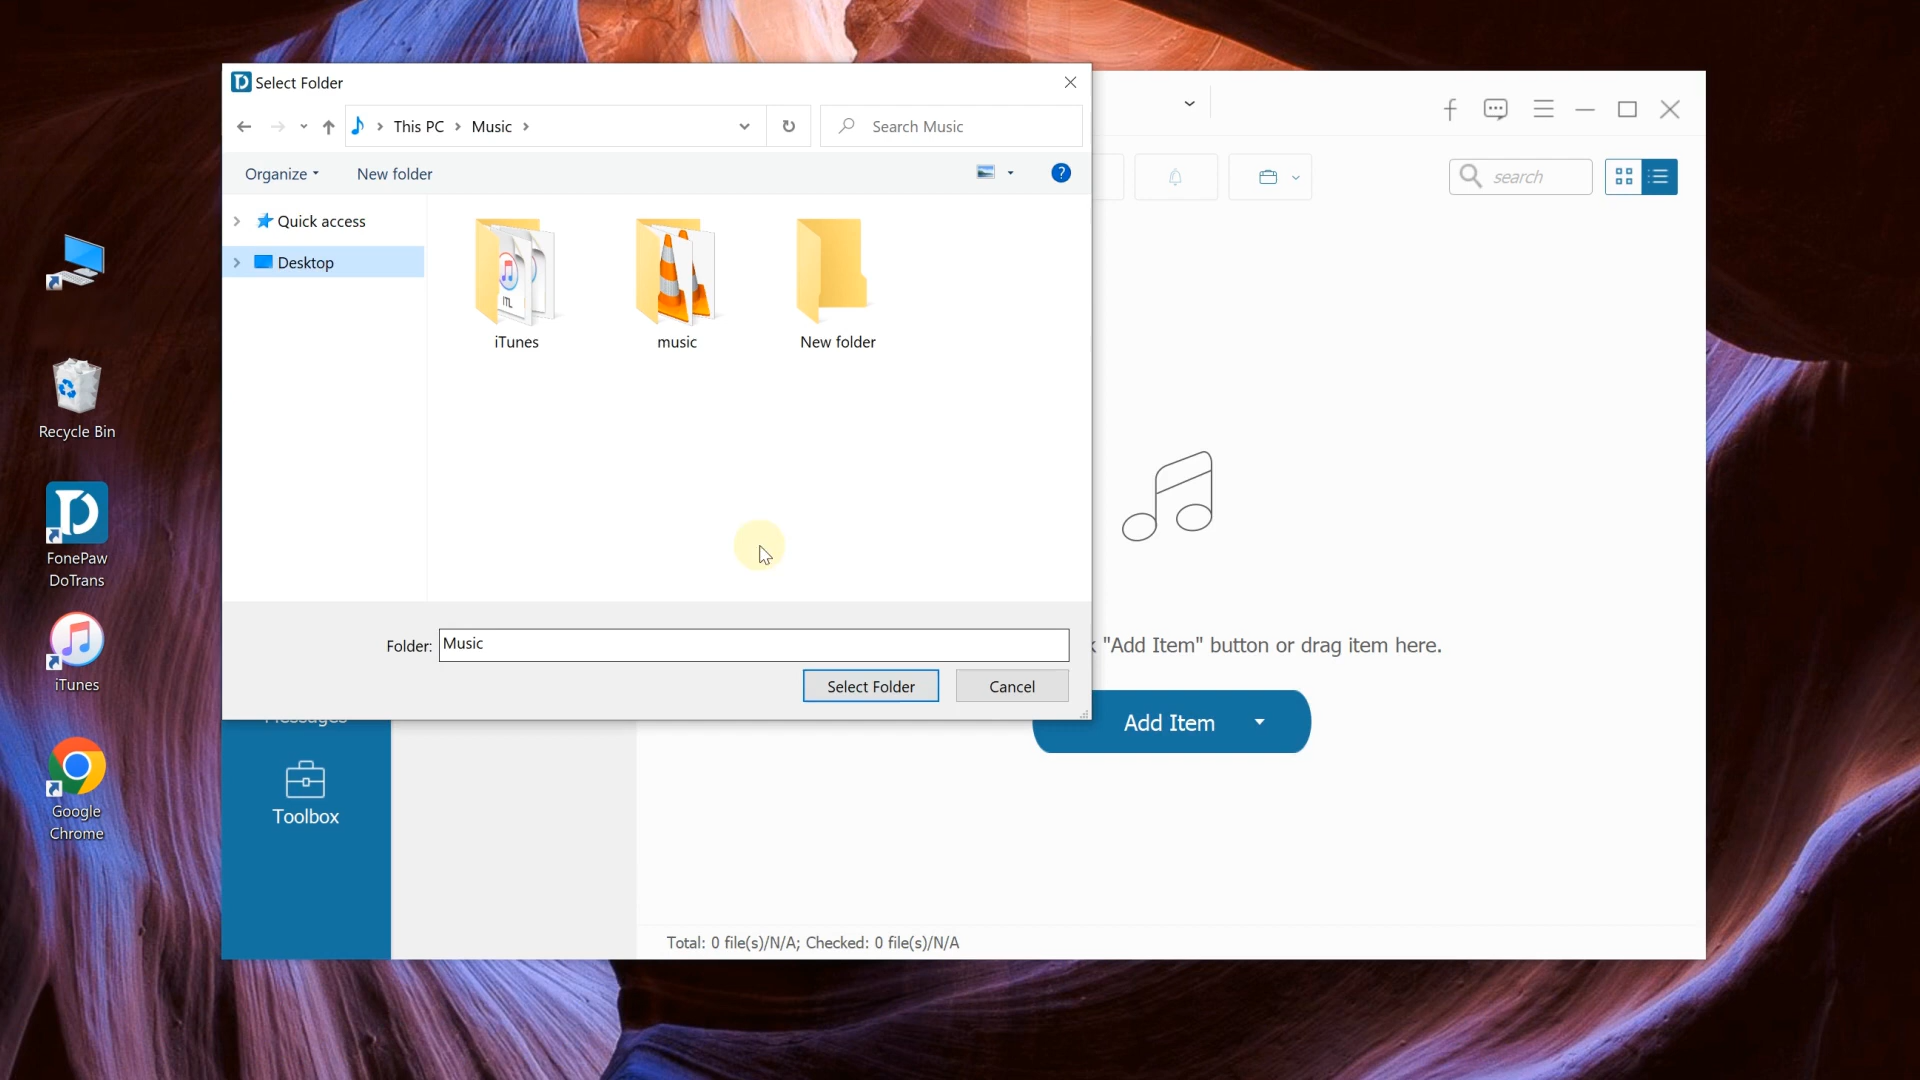 Select Folder
This PC
Music
Search Music
Organize
New folder
?
Quick access
Desktop
ITL
iTunes
music
New folder
Folder:
Music
Select Folder
Cancel
search
"Add Item" button or drag item here.
Add Item
Messages
Toolbox
Total: 0 file(s)/N/A; Checked: 0 file(s)/N/A
Recycle Bin
FonePaw
DoTrans
iTunes
Google
Chrome